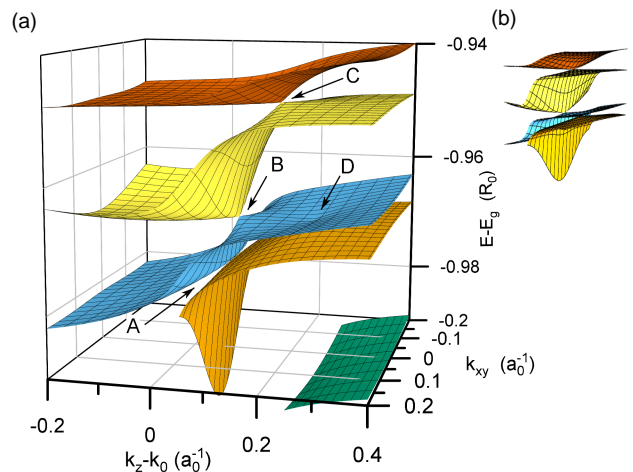 (a)
(b)
-0.94
C
B
D
-0.96
E-E_g (R_0)
-0.98
A
-0.2
-0.1
0
0.1
0.2
k_xy (a_0^-1)
-0.2
0
0.2
0.4
k_z-k_0 (a_0^-1)